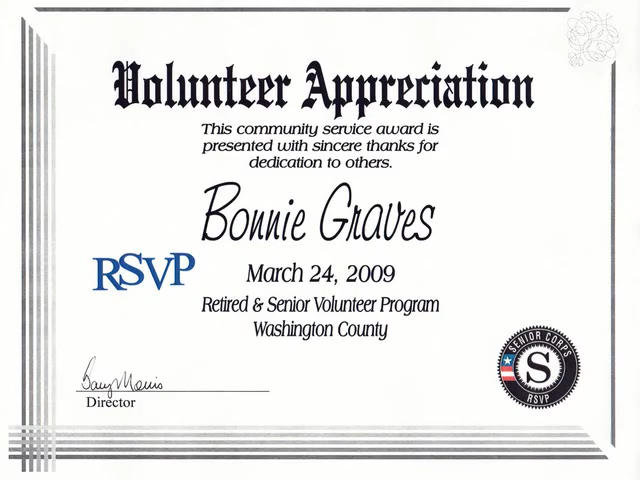 Volunteer Appreciation
This community service award is
presented with sincere thanks for
dedication to others.
Bonnie Graves
RSVP
March 24, 2009
Retired & Senior Volunteer Program
Washington County
SENIOR CORPS
S
RSVP
Director